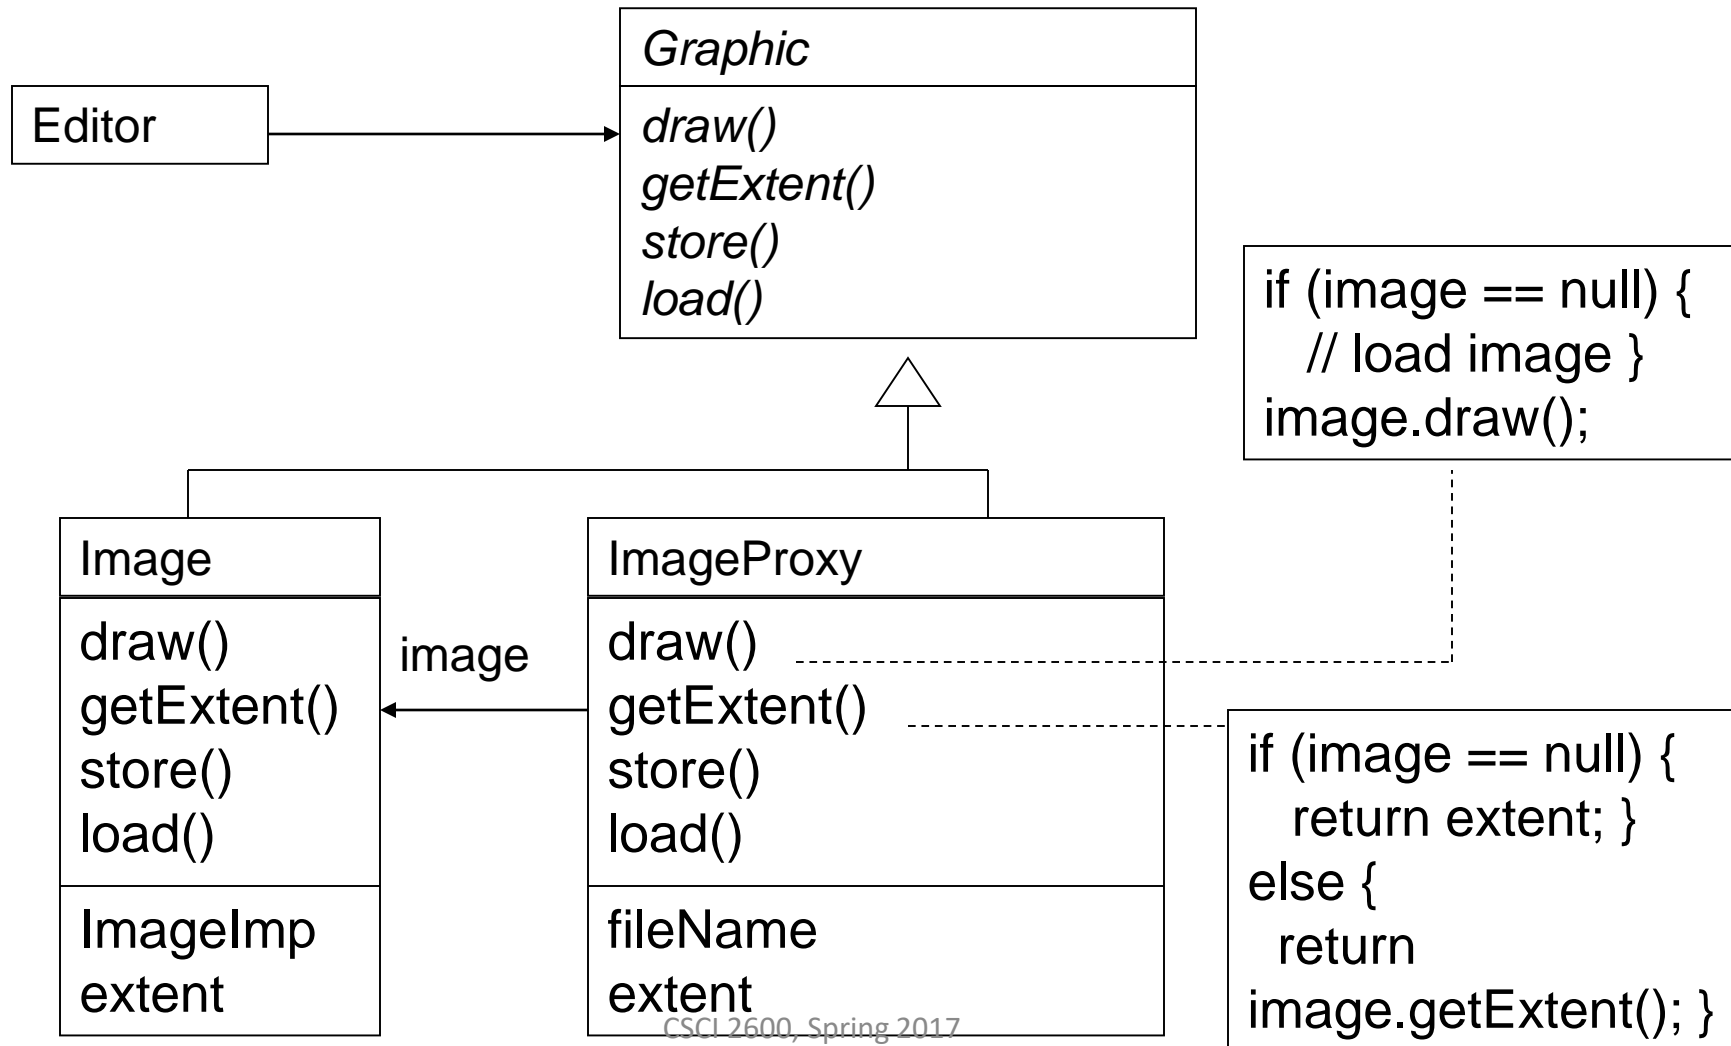 Graphic
draw()
getExtent()
store()
load()
Editor
if (image == null) {
// load image }
image.draw();
Image
draw()
getExtent()
store()
load()
ImageImp
extent
image
ImageProxy
draw()
getExtent()
store()
load()
fileName
extent
if (image == null) {
return extent; }
else {
return
image.getExtent(); }
CSCI 2600, Spring 2017